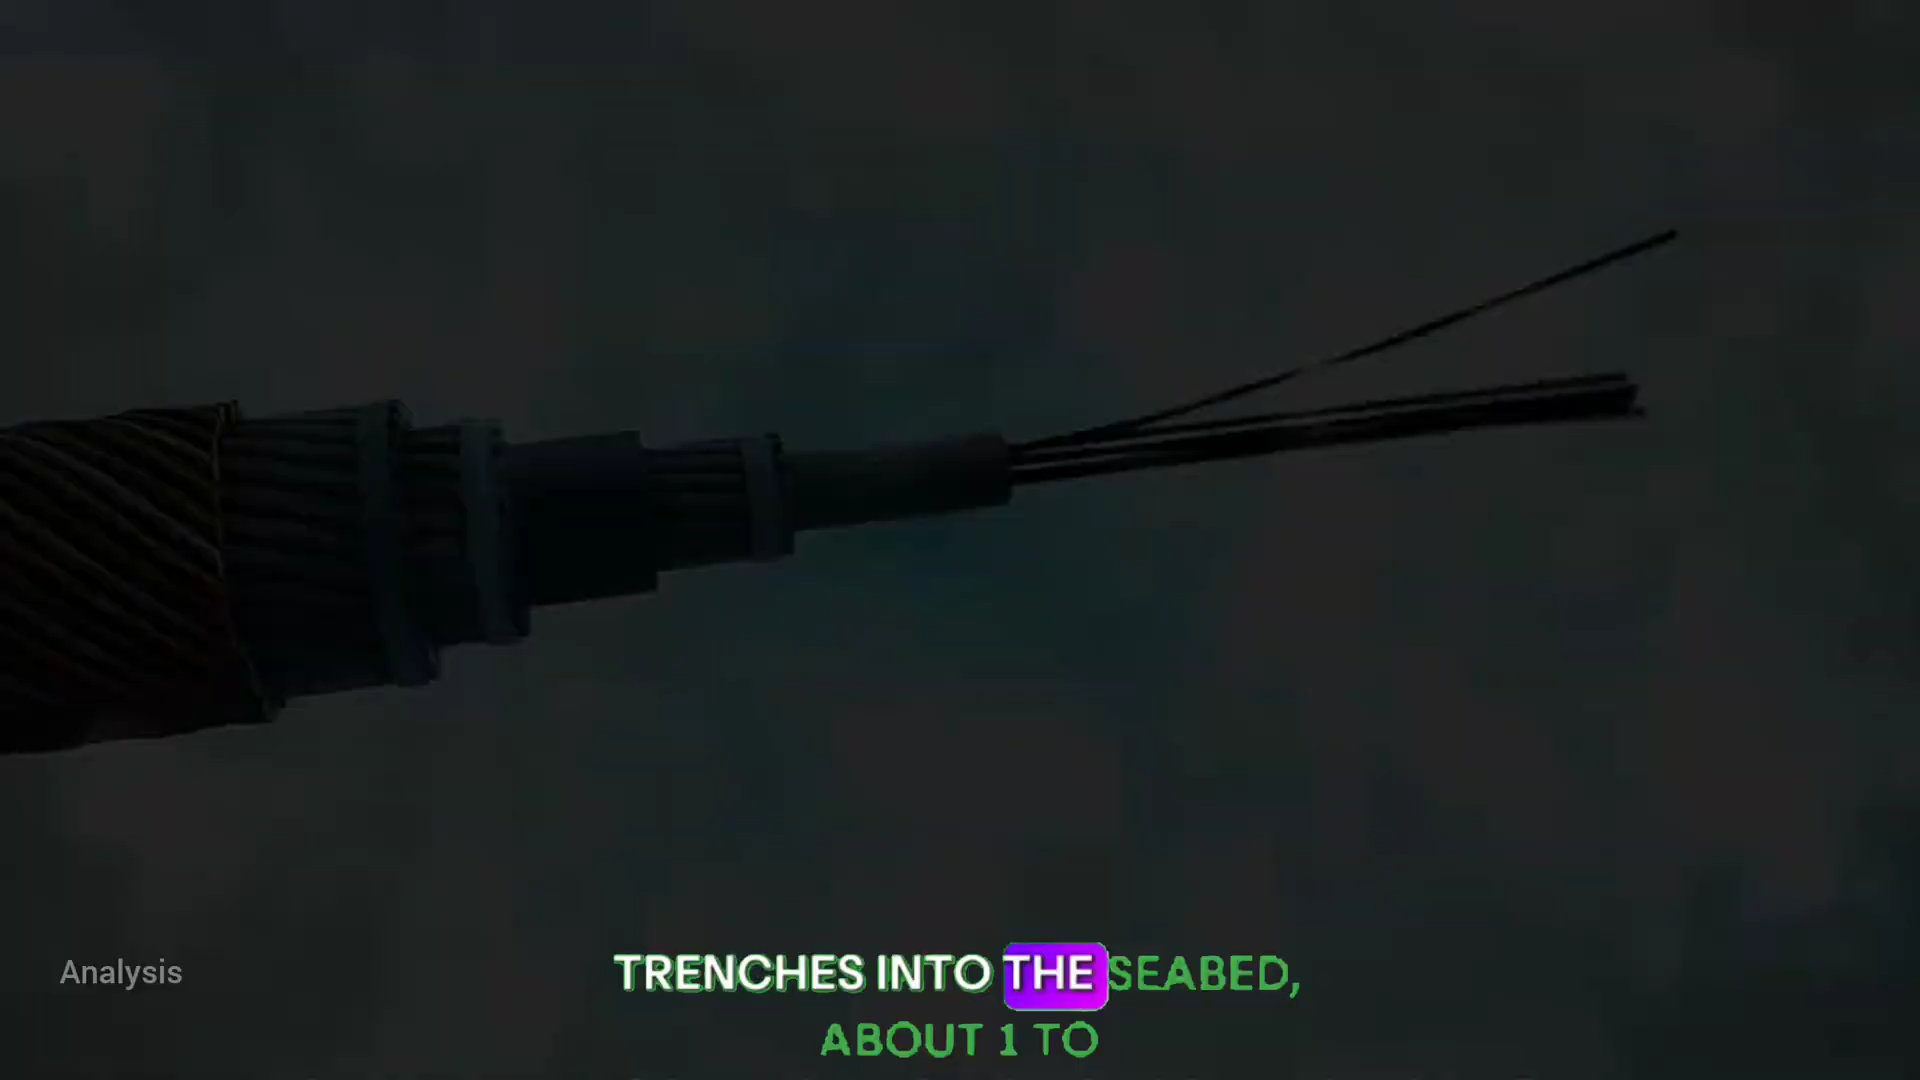 Analysis
TRENCHES INTO THE SEABED,
ABOUT 1 TO